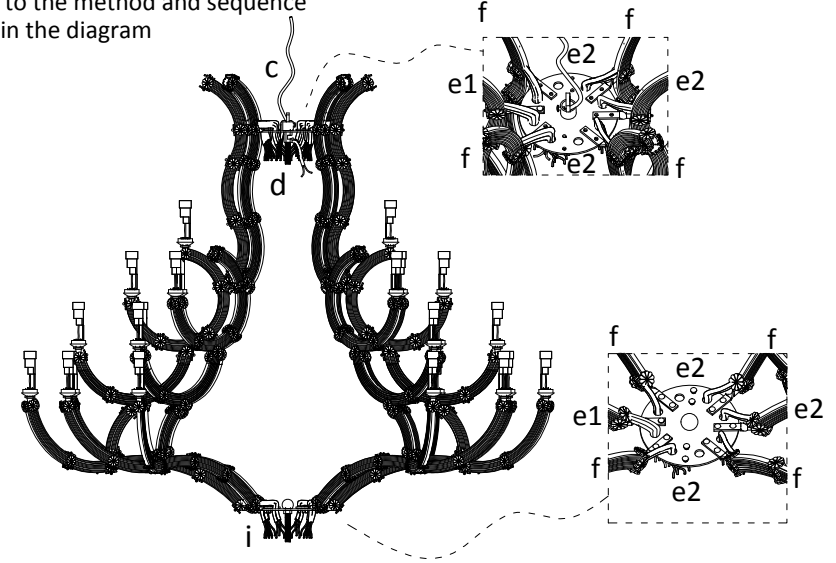 to the method and sequence
in the diagram
c
d
i
f
f
e2
e1
e2
f
e2
f
f
f
e2
e1
e2
f
f
e2